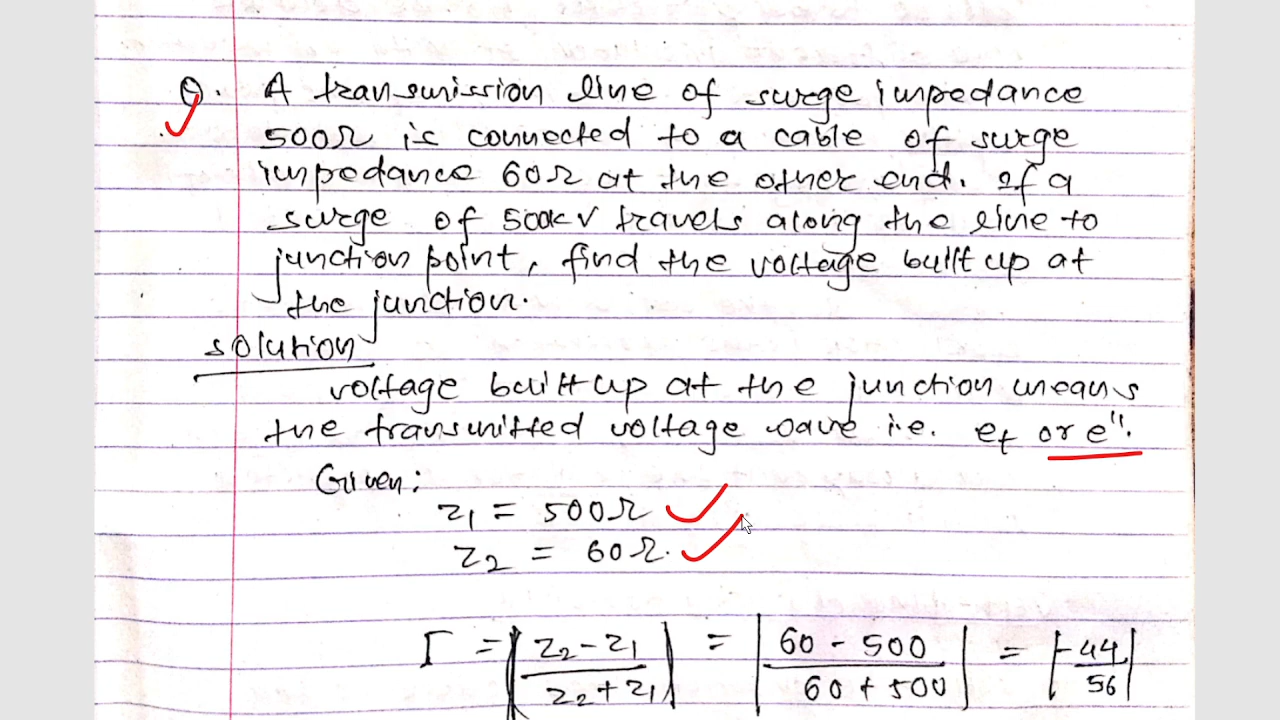 Q. A transmission line of surge impedance
500Ω is connected to a cable of surge
impedance 60Ω at the other end. If a
surge of 500kV travels along the line to
junction point, find the voltage built up at
the junction.
Solution
voltage built up at the junction means
the transmitted voltage wave i.e. et or e".
Given:
Z1 = 500Ω
Z2 = 60Ω.
Γ = |Z2-Z1 / Z2+Z1| = |60-500 / 60+500| = |-44 / 56|